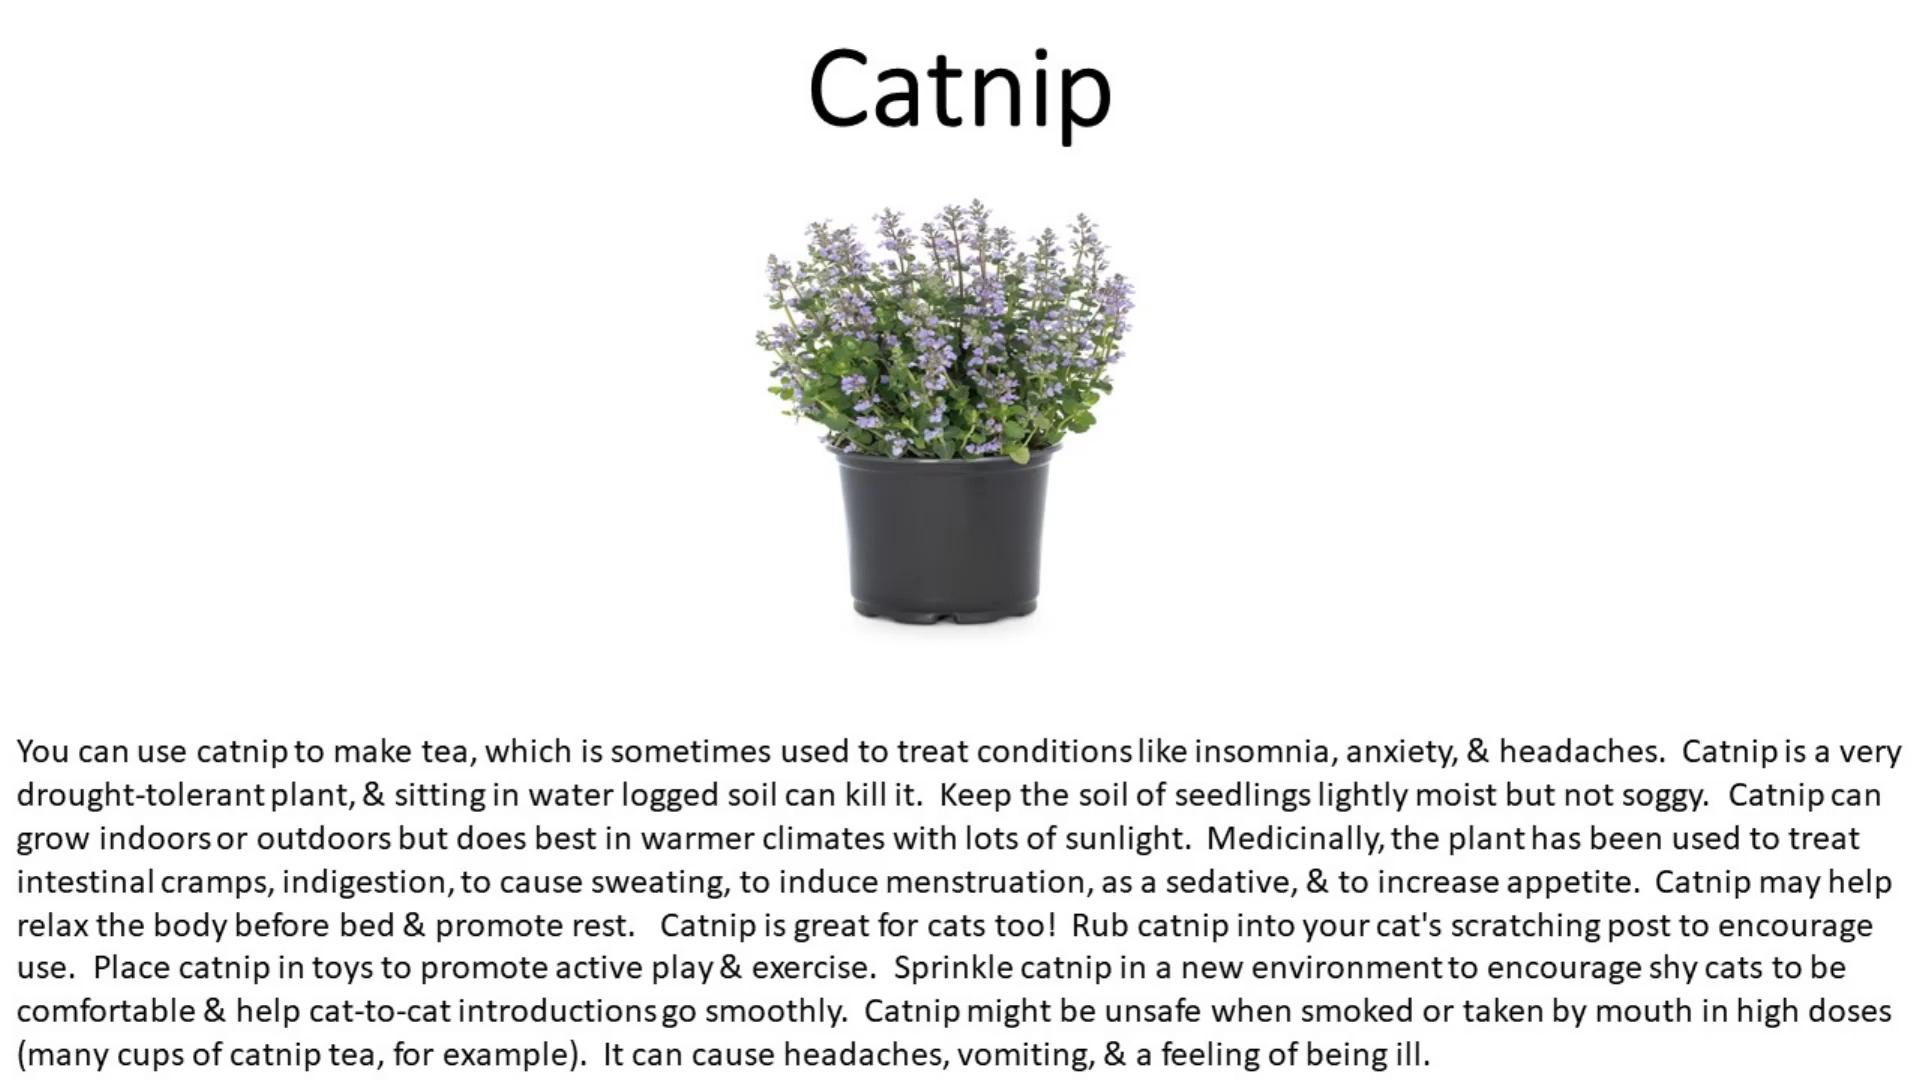 Catnip
You can use catnip to make tea, which is sometimes used to treat conditions like insomnia, anxiety, & headaches.  Catnip is a very
drought-tolerant plant, & sitting in water logged soil can kill it.  Keep the soil of seedlings lightly moist but not soggy.  Catnip can
grow indoors or outdoors but does best in warmer climates with lots of sunlight.  Medicinally, the plant has been used to treat
intestinal cramps, indigestion, to cause sweating, to induce menstruation, as a sedative, & to increase appetite.  Catnip may help
relax the body before bed & promote rest.   Catnip is great for cats too!  Rub catnip into your cat's scratching post to encourage
use.  Place catnip in toys to promote active play & exercise.  Sprinkle catnip in a new environment to encourage shy cats to be
comfortable & help cat-to-cat introductions go smoothly.  Catnip might be unsafe when smoked or taken by mouth in high doses
(many cups of catnip tea, for example).  It can cause headaches, vomiting, & a feeling of being ill.